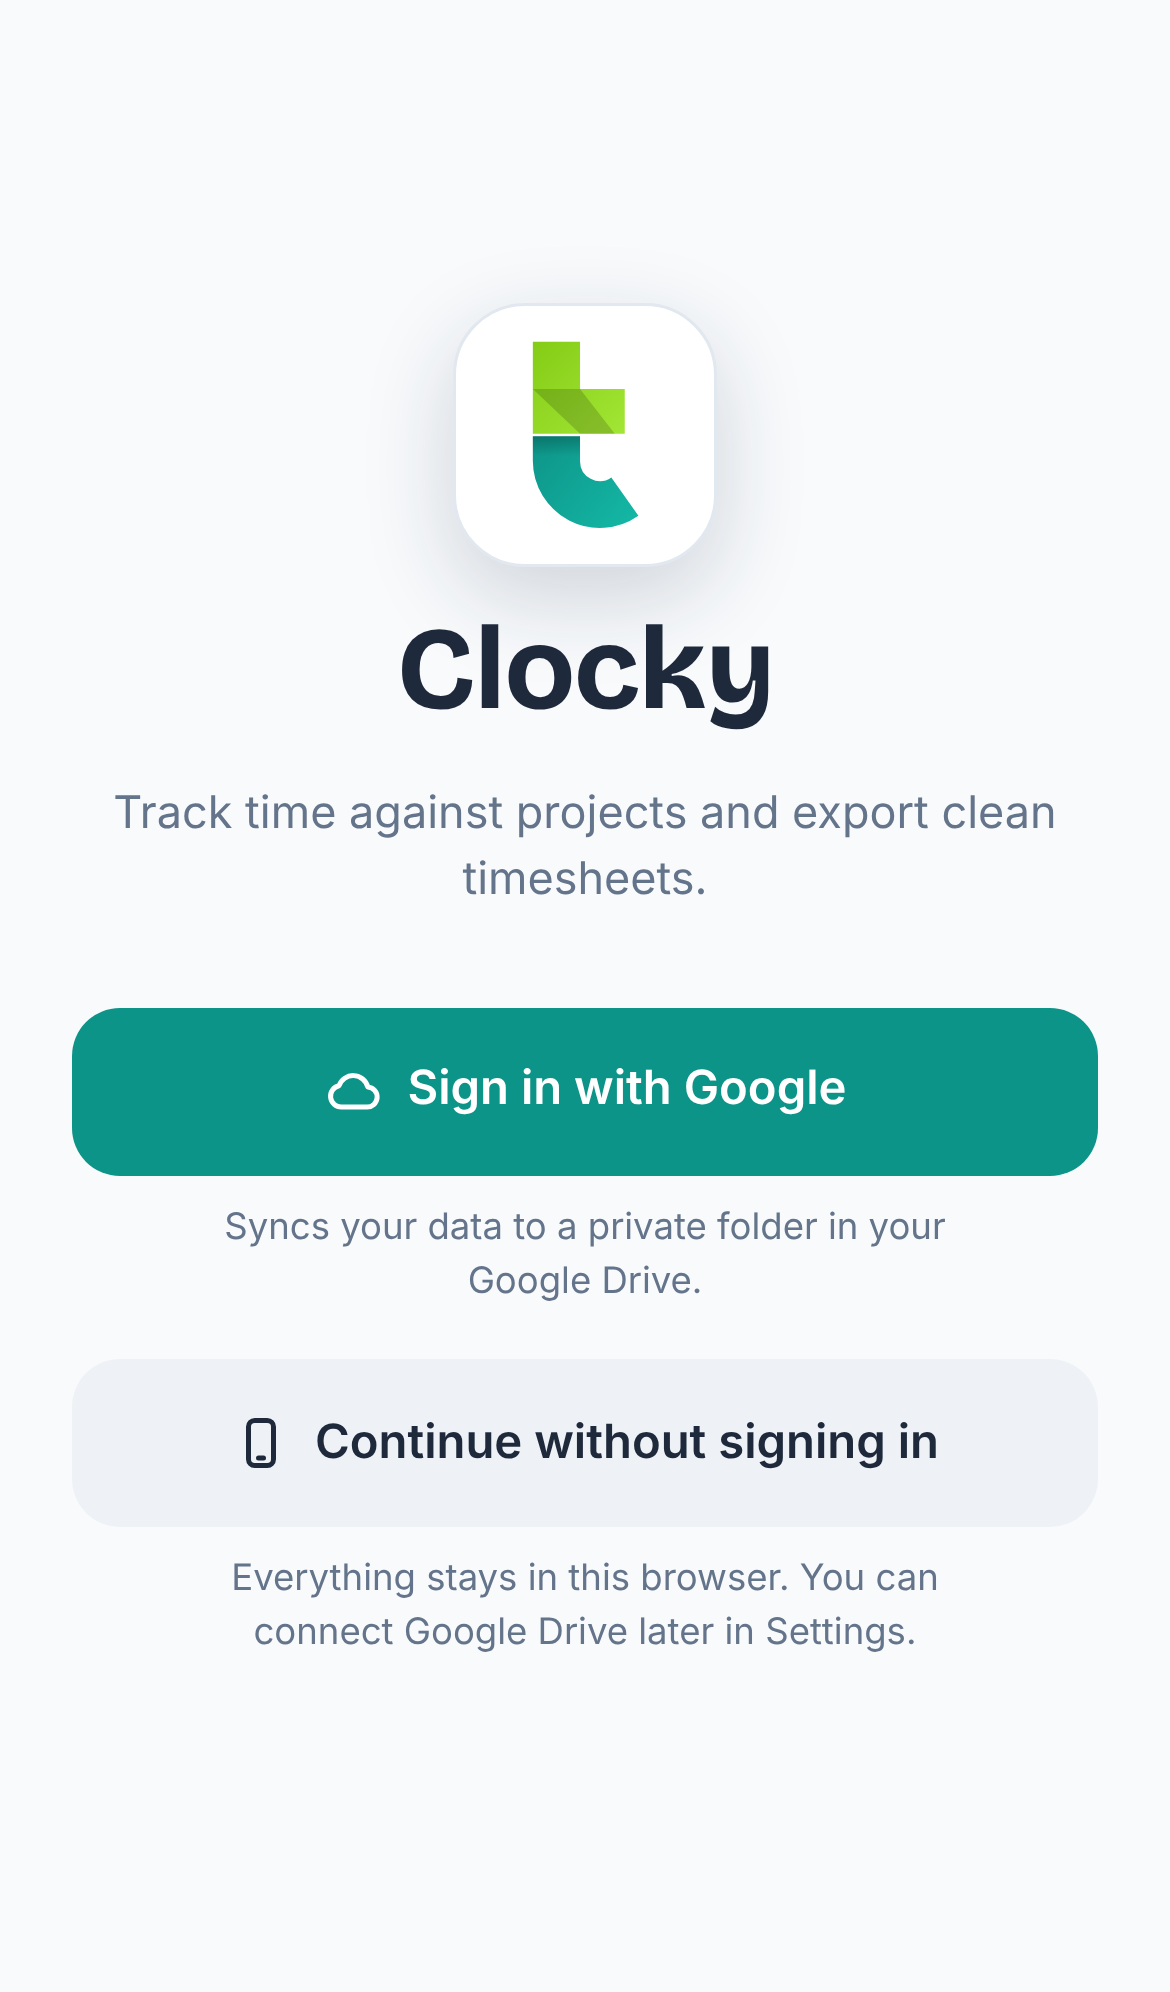 Clocky
Track time against projects and export clean
timesheets.
Sign in with Google
Syncs your data to a private folder in your
Google Drive.
Continue without signing in
Everything stays in this browser. You can
connect Google Drive later in Settings.